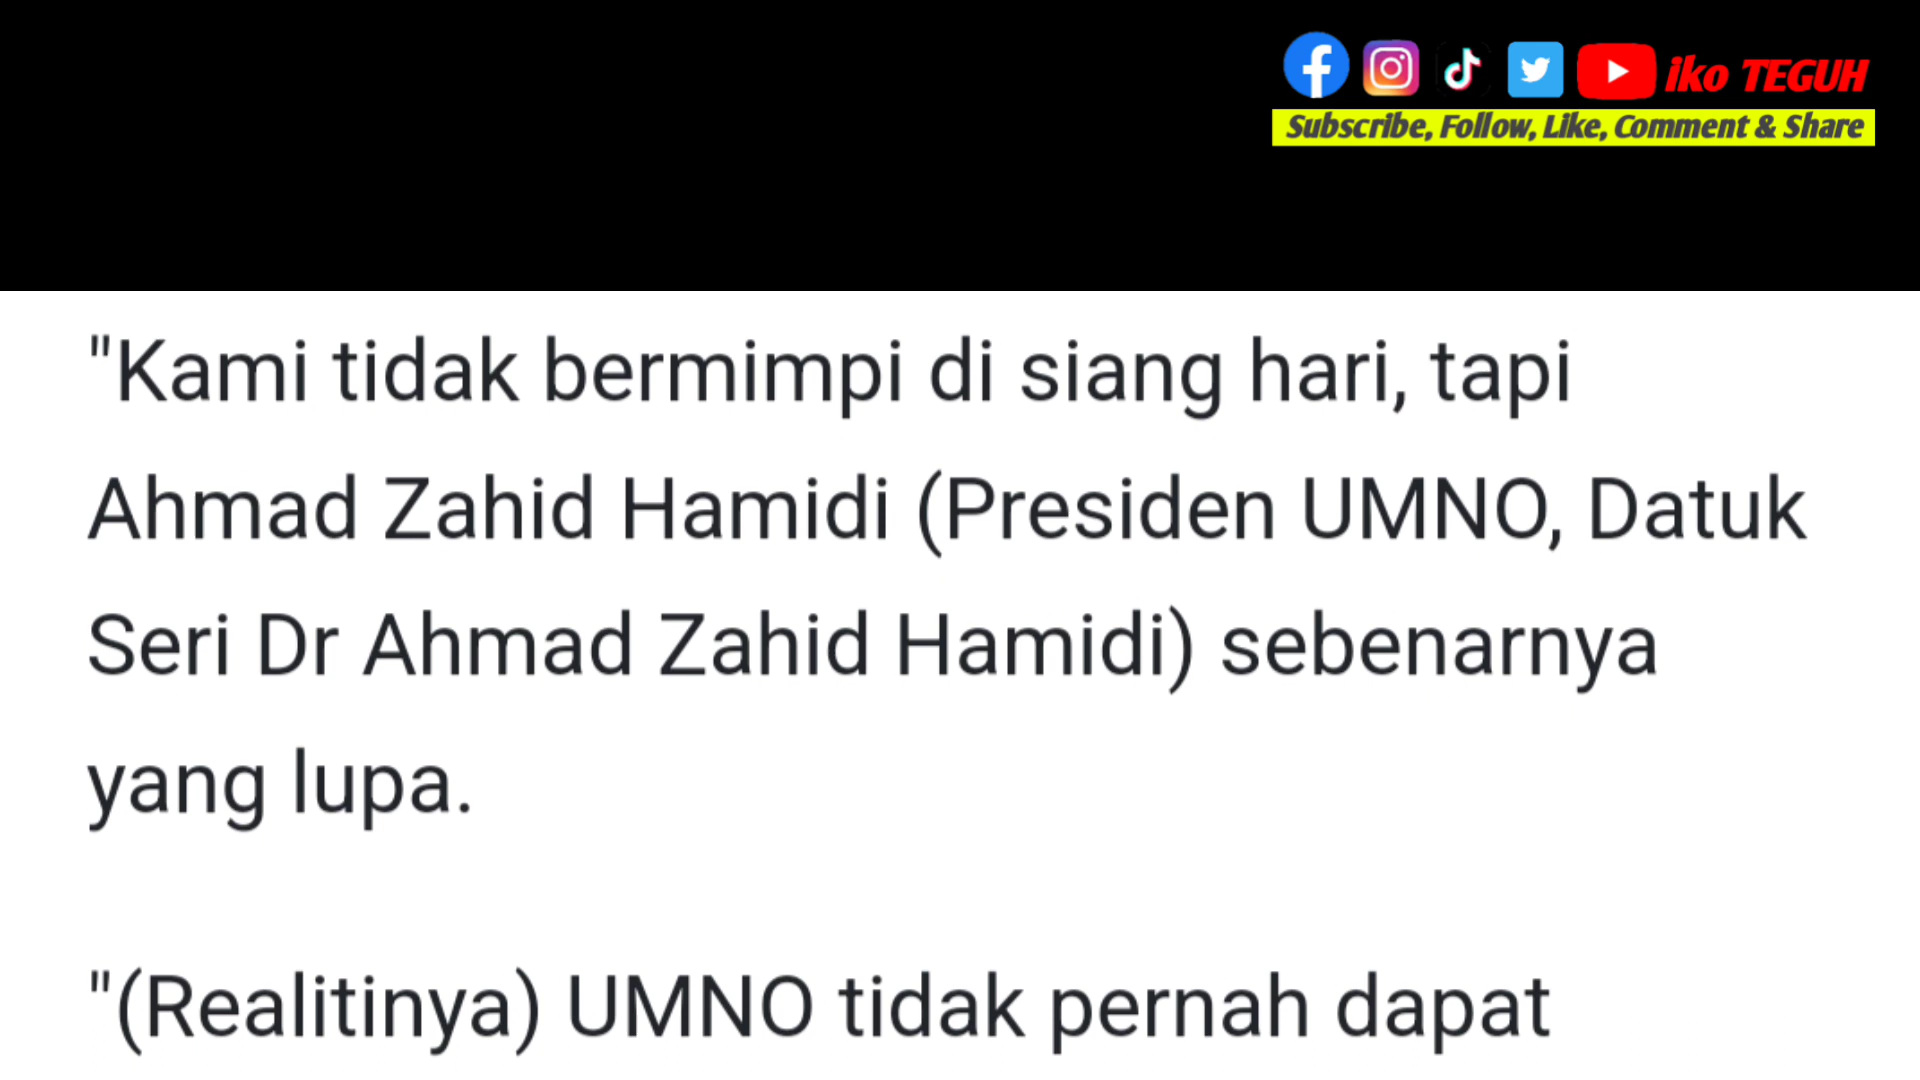 iko TEGUH
Subscribe, Follow, Like, Comment & Share
"Kami tidak bermimpi di siang hari, tapi
Ahmad Zahid Hamidi (Presiden UMNO, Datuk
Seri Dr Ahmad Zahid Hamidi) sebenarnya
yang lupa.
"(Realitinya) UMNO tidak pernah dapat